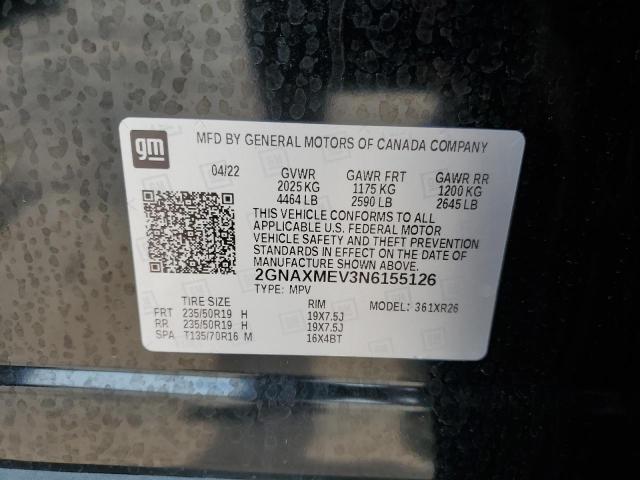 gm
MFD BY GENERAL MOTORS OF CANADA COMPANY
04/22 GVWR GAWR FRT GAWR RR
2025 KG 1175 KG 1200 KG
4464 LB 2590 LB 2645 LB
THIS VEHICLE CONFORMS TO ALL
APPLICABLE U.S. FEDERAL MOTOR
VEHICLE SAFETY AND THEFT PREVENTION
STANDARDS IN EFFECT ON THE DATE OF
MANUFACTURE SHOWN ABOVE.
2GNAXMEV3N6155126
TYPE: MPV
TIRE SIZE RIM MODEL: 361XR26
FRT 235/50R19 H 19X7.5J
RR 235/50R19 H 19X7.5J
SPA T135/70R16 M 16X4BT